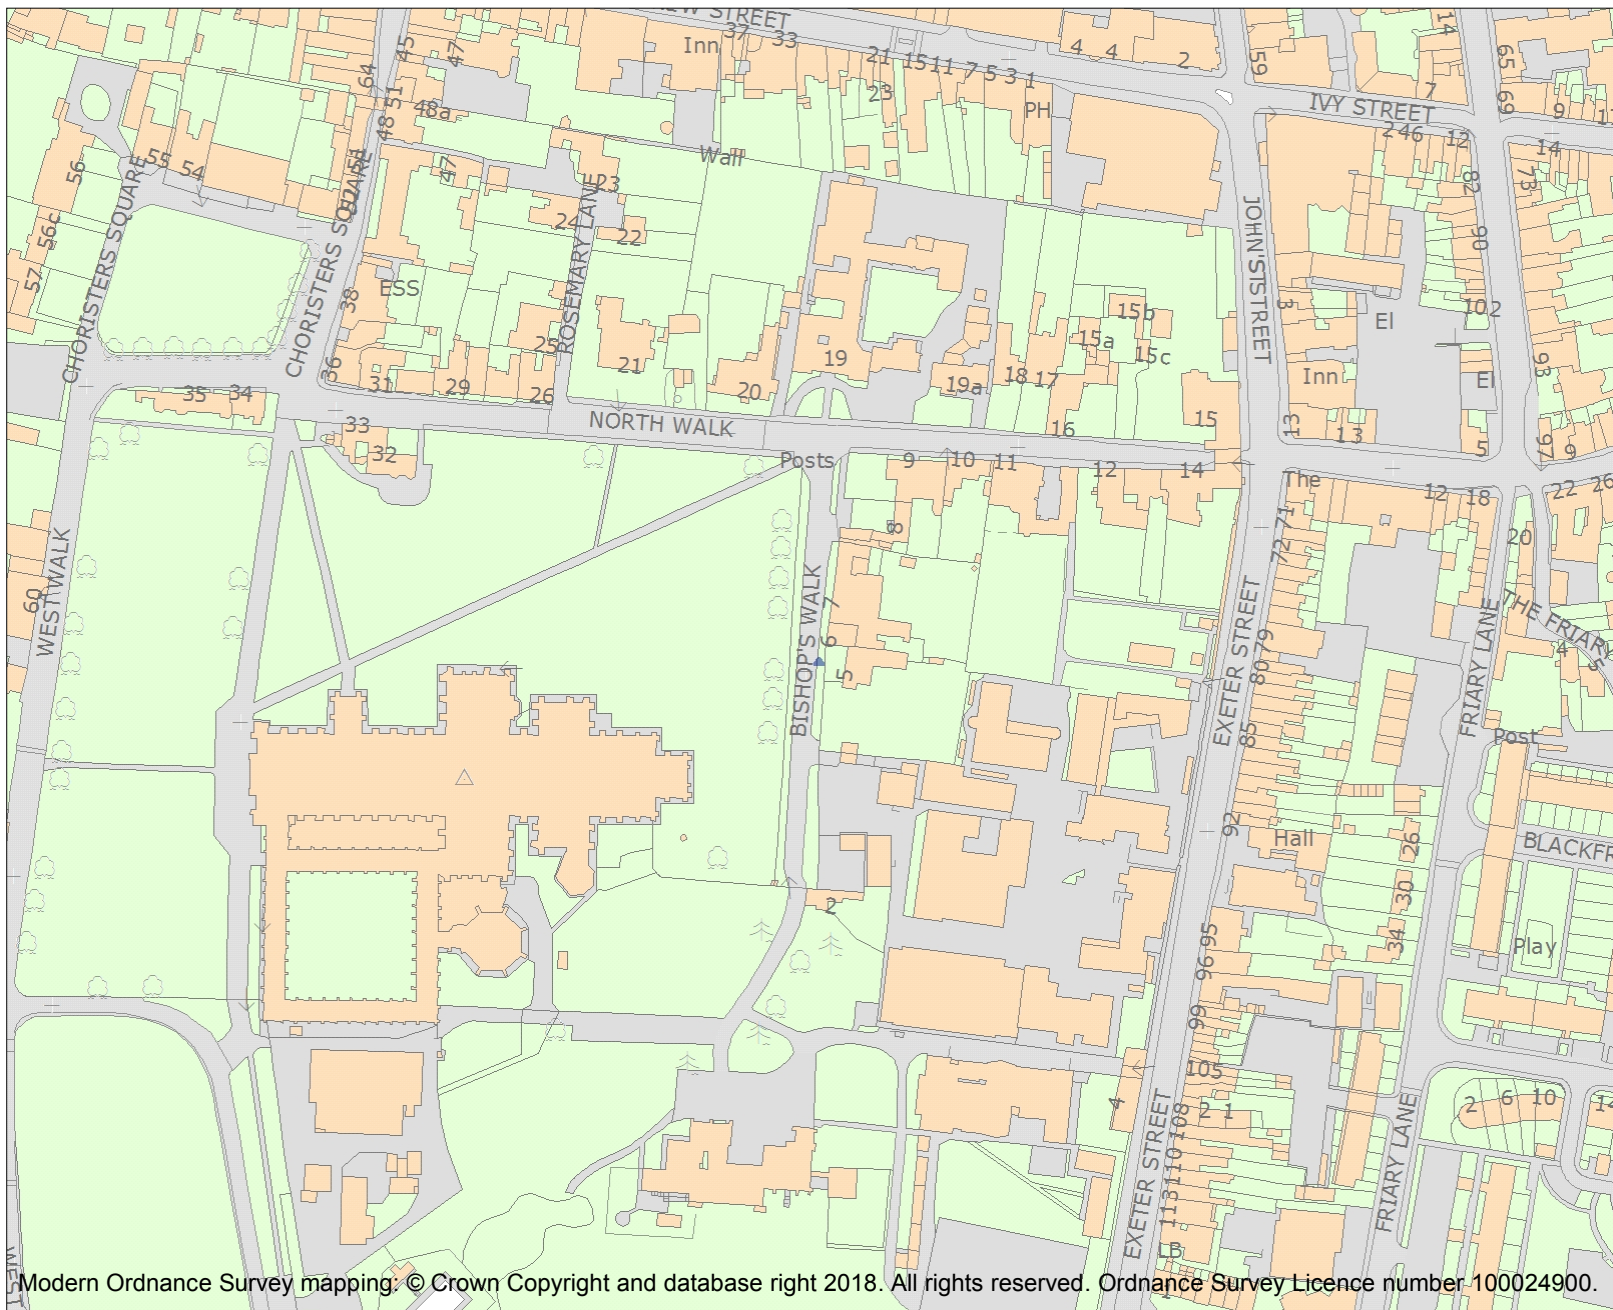 EW STREET
45
47
Inn
37
33
21
15
11
7
5
3
1
4
4
2
59
14
65
64
51
48a
23
PH
7
IVY STREET
69
9
48
Wall
2
46
12
14
56
55
54
47
82
73
CHORISTERS SQUARE
CHORISTERS SQUARE
ROSEMARY LANE
24
22
56c
90
57
ESS
38
JOHN'S STREET
3
15b
El
102
25
21
19
15a
15c
93
36
31
29
26
20
19a
18
17
Inn
El
35
34
33
32
NORTH WALK
16
15
13
1
3
5
97
9
Posts
9
10
11
12
14
The
12
18
22
26
8
71
72
20
WEST WALK
60
BISHOP'S WALK
7
6
5
EXETER STREET
79
80
85
FRIARY LANE
THE FRIARY
4
5
Post
92
Hall
26
BLACKFR
30
2
95
96
34
Play
99
105
4
2
1
2
6
10
14
108
110
113
EXETER STREET
FRIARY LANE
LB
WEST
Modern Ordnance Survey mapping: © Crown Copyright and database right 2018. All rights reserved. Ordnance Survey Licence number 100024900.